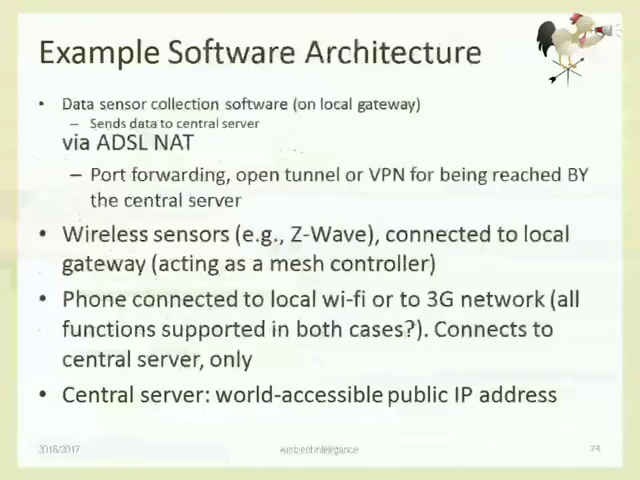 Example Software Architecture
• Data sensor collection software (on local gateway)
– Sends data to central server
via ADSL NAT
– Port forwarding, open tunnel or VPN for being reached BY
the central server
• Wireless sensors (e.g., Z-Wave), connected to local
gateway (acting as a mesh controller)
• Phone connected to local wi-fi or to 3G network (all
functions supported in both cases?). Connects to
central server, only
• Central server: world-accessible public IP address
2016/2017
Ambient intelligence